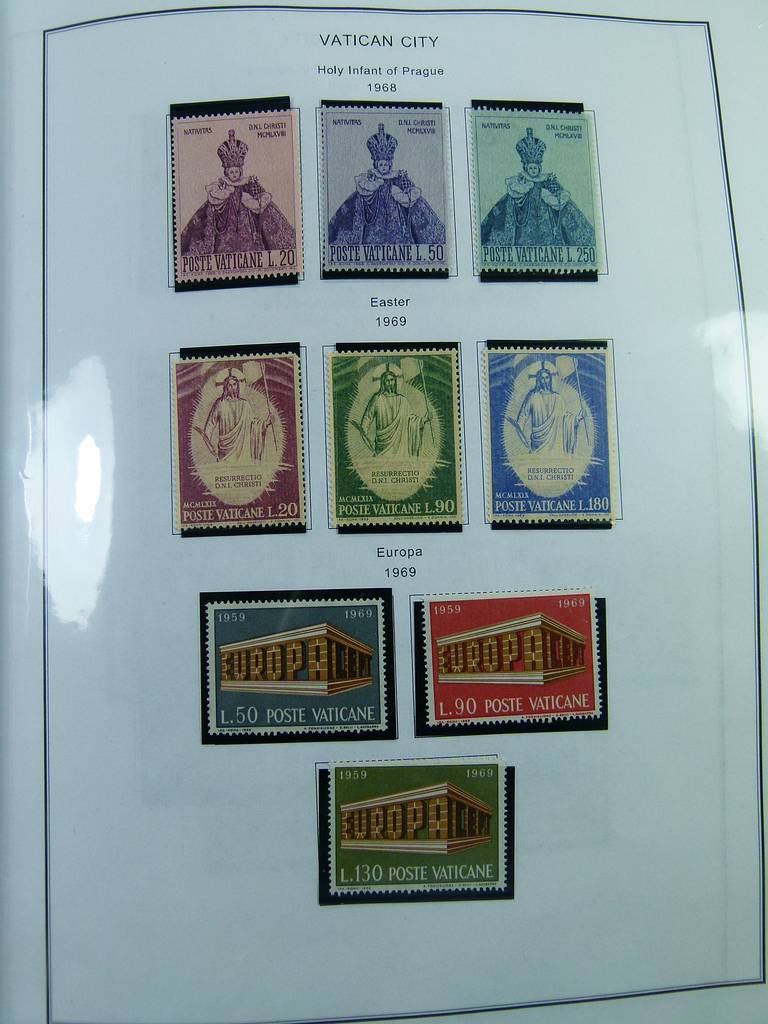 VATICAN CITY
Holy Infant of Prague
1968
NATIVITAS D.N.I. CHRISTI
MCMLXVIII
POSTE VATICANE L.20
NATIVITAS D.N.I. CHRISTI
MCMLXVIII
POSTE VATICANE L.50
NATIVITAS D.N.I. CHRISTI
MCMLXVIII
POSTE VATICANE L.250
Easter
1969
RESURRECTIO
D.N.I. CHRISTI
MCMLXIX
POSTE VATICANE L.20
RESURRECTIO
D.N.I. CHRISTI
MCMLXIX
POSTE VATICANE L.90
RESURRECTIO
D.N.I. CHRISTI
MCMLXIX
POSTE VATICANE L.180
Europa
1969
1959 1969
EUROPA CEPT
L.50 POSTE VATICANE
1959 1969
EUROPA CEPT
L.90 POSTE VATICANE
1959 1969
EUROPA CEPT
L.130 POSTE VATICANE